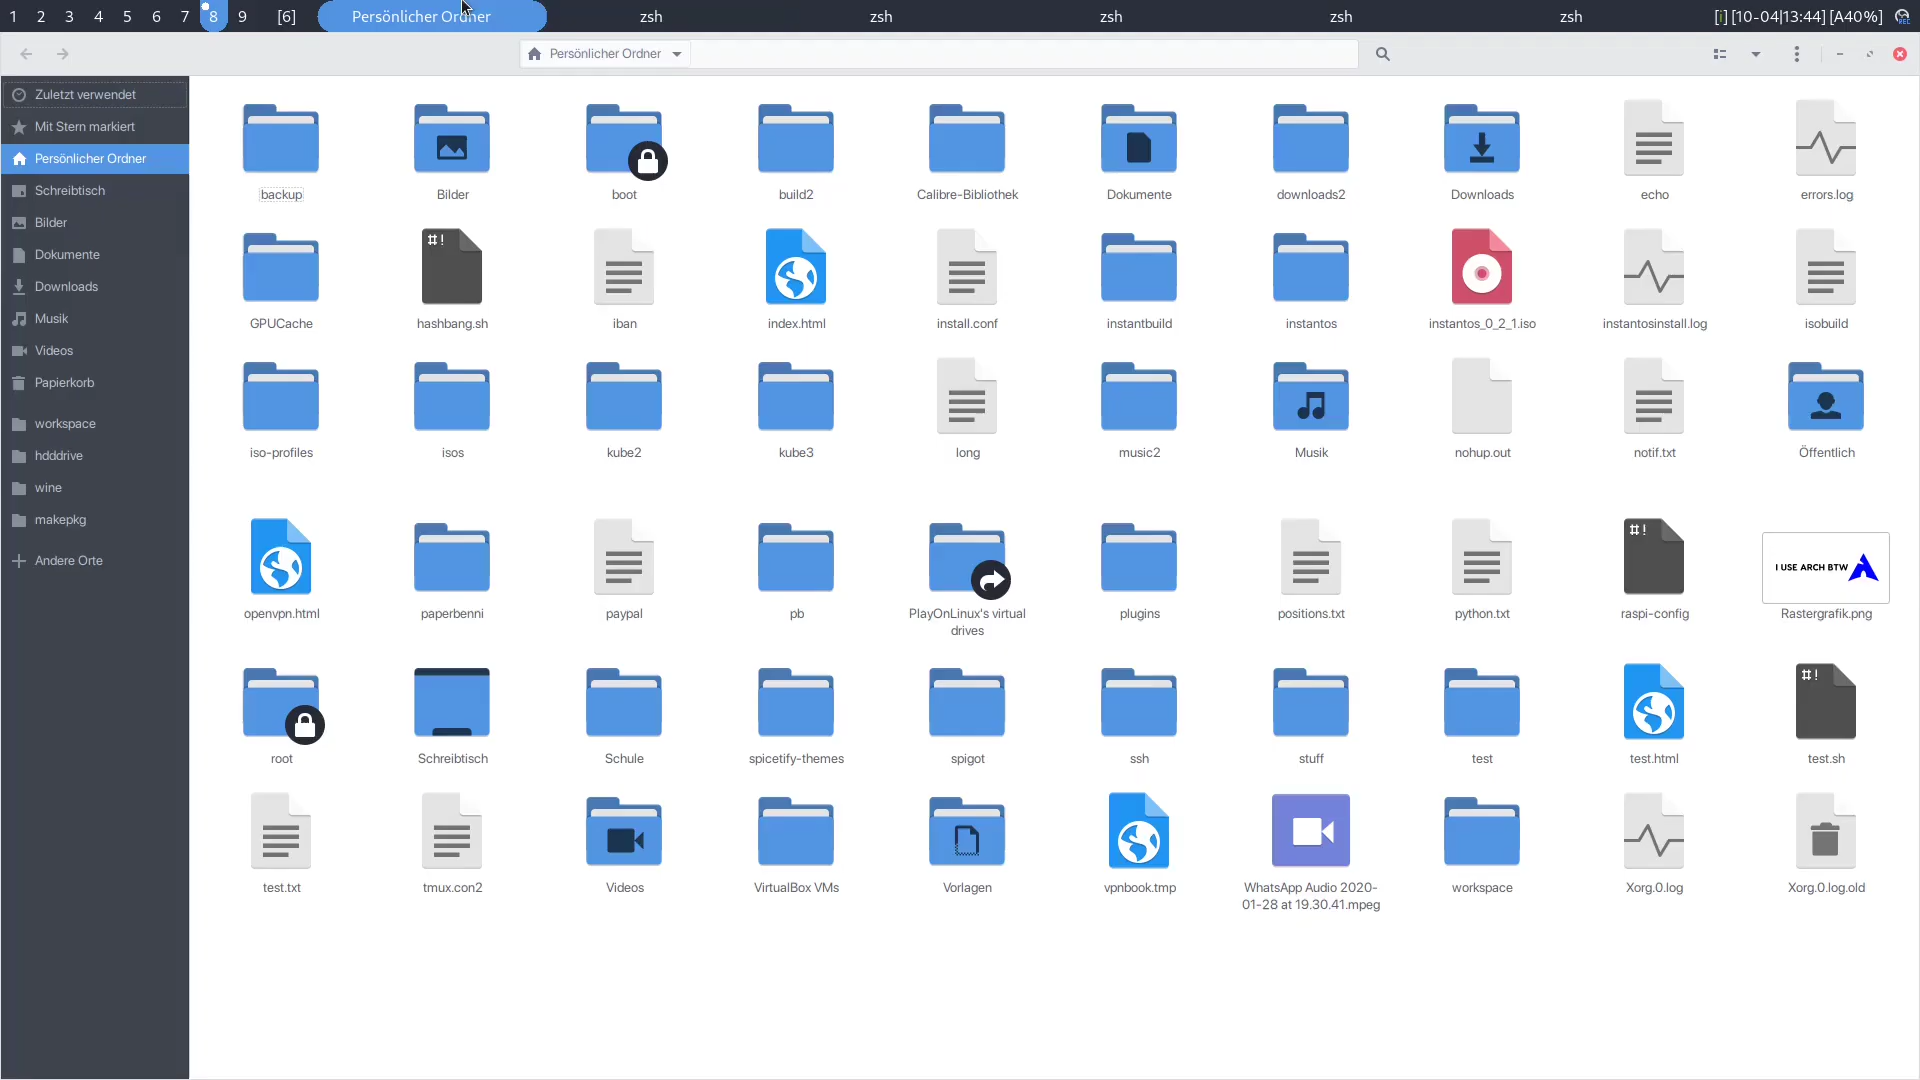 1 2 3 4 5 6 7 8 9 [6] Persönlicher Ordner zsh zsh zsh zsh zsh [i] [10-04|13:44] [A40%]
Persönlicher Ordner
Zuletzt verwendet
Mit Stern markiert
Persönlicher Ordner
Schreibtisch
Bilder
Dokumente
Downloads
Musik
Videos
Papierkorb
workspace
hdddrive
wine
makepkg
Andere Orte
backup Bilder boot build2 Calibre-Bibliothek Dokumente downloads2 Downloads echo errors.log
#!
GPUCache hashbang.sh iban index.html install.conf instantbuild instantos instantos_0_2_1.iso instantosinstall.log isobuild
iso-profiles isos kube2 kube3 long music2 Musik nohup.out notif.txt Öffentlich
#!
I USE ARCH BTW
openvpn.html paperbenni paypal pb PlayOnLinux's virtual plugins positions.txt python.txt raspi-config Rastergrafik.png
drives
#!
root Schreibtisch Schule spicetify-themes spigot ssh stuff test test.html test.sh
test.txt tmux.con2 Videos VirtualBox VMs Vorlagen vpnbook.tmp WhatsApp Audio 2020- workspace Xorg.0.log Xorg.0.log.old
01-28 at 19.30.41.mpeg